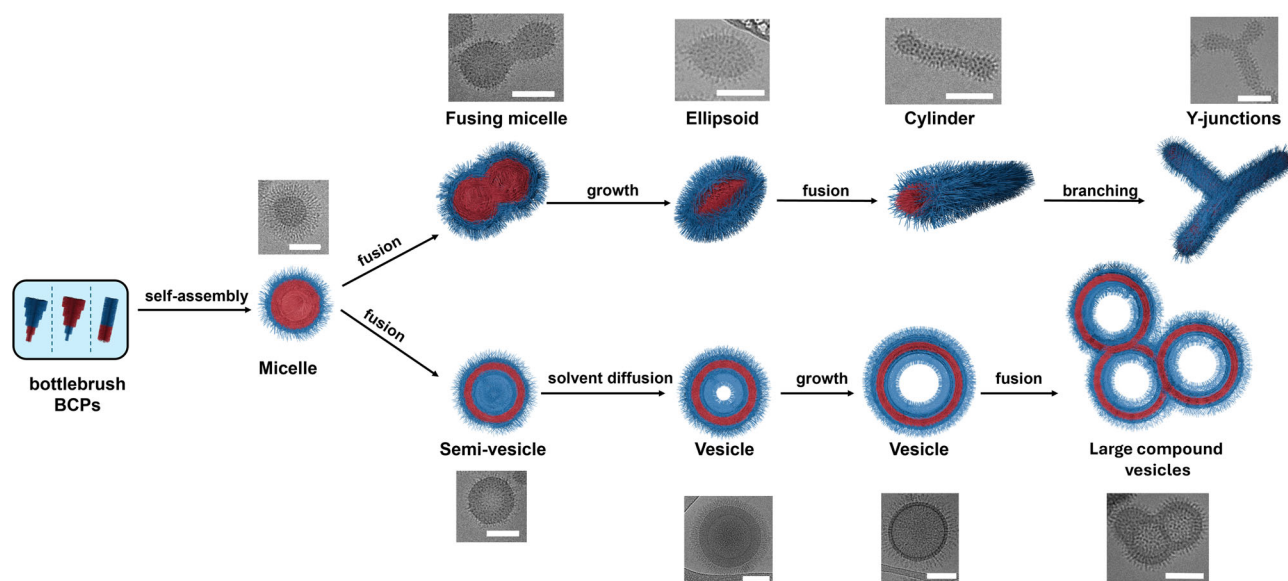 Fusing micelle
Ellipsoid
Cylinder
Y-junctions
growth
fusion
branching
fusion
self-assembly
fusion
Micelle
bottlebrush
BCPs
solvent diffusion
growth
fusion
Semi-vesicle
Vesicle
Vesicle
Large compound
vesicles